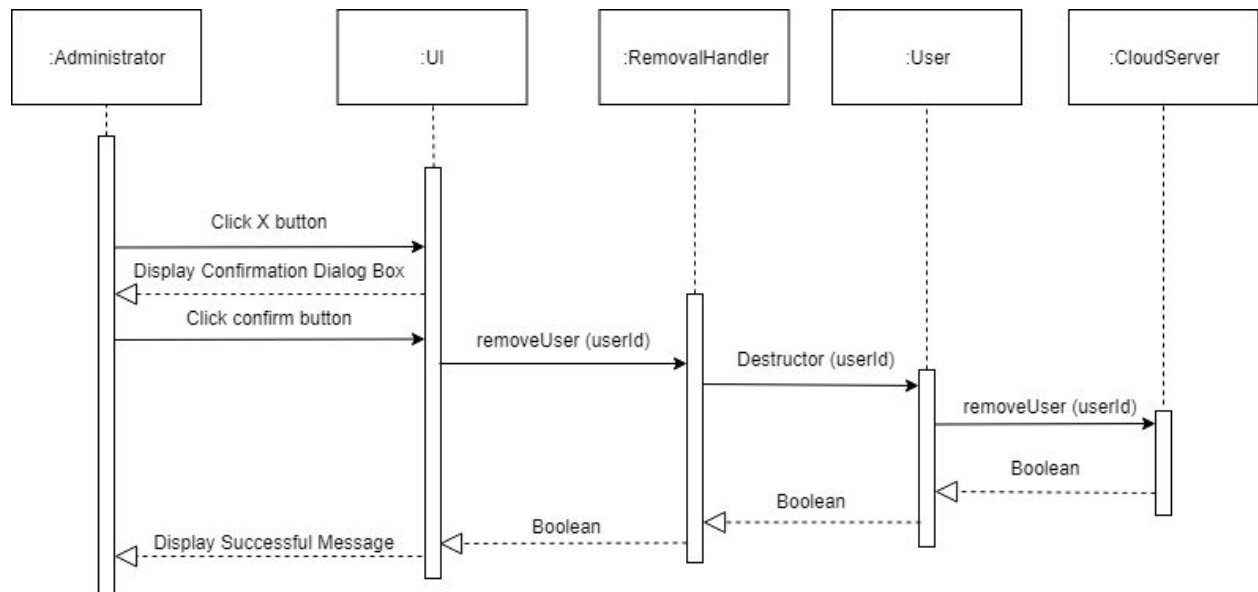 :Administrator
:UI
:RemovalHandler
:User
:CloudServer
Click X button
Display Confirmation Dialog Box
Click confirm button
removeUser (userId)
Destructor (userId)
removeUser (userId)
Boolean
Boolean
Boolean
Display Successful Message